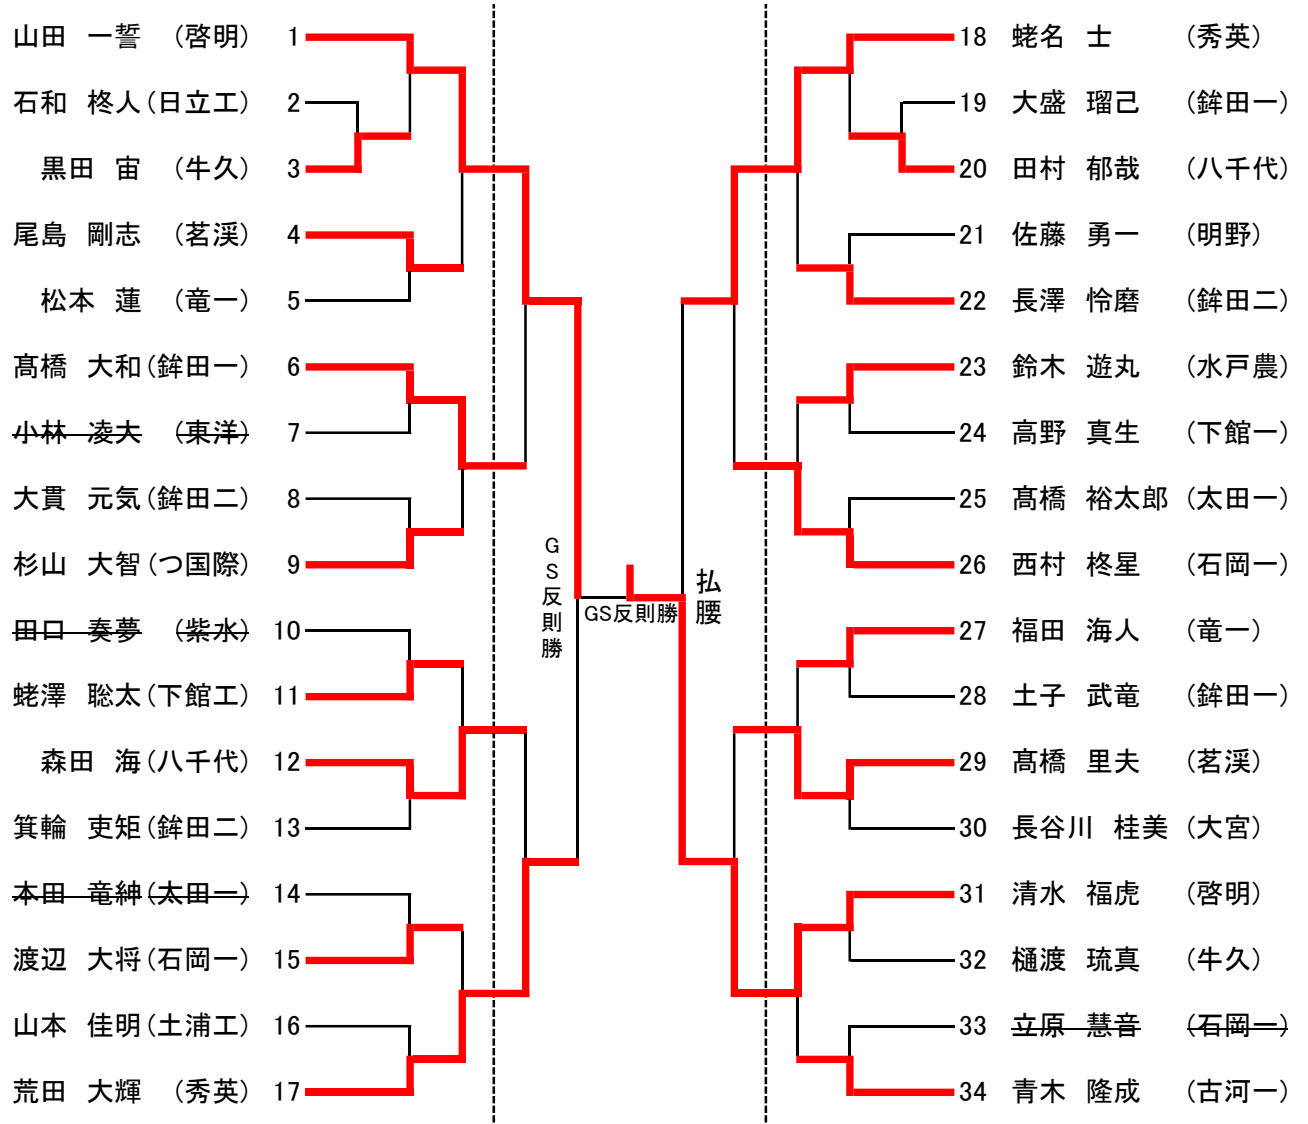 山田 一誓 (啓明) 1
石和 柊人(日立工) 2
黒田 宙 (牛久) 3
尾島 剛志 (茗渓) 4
松本 蓮 (竜一) 5
髙橋 大和(鉾田一) 6
小林 凌大 (東洋) 7
大貫 元気(鉾田二) 8
杉山 大智(つ国際) 9
田口 奏夢 (紫水) 10
蛯澤 聡太(下館工) 11
森田 海(八千代) 12
箕輪 吏矩(鉾田二) 13
本田 竜紳(太田一) 14
渡辺 大将(石岡一) 15
山本 佳明(土浦工) 16
荒田 大輝 (秀英) 17
GS反則勝
GS反則勝
払腰
18 蛯名 士 (秀英)
19 大盛 瑠己 (鉾田一)
20 田村 郁哉 (八千代)
21 佐藤 勇一 (明野)
22 長澤 怜磨 (鉾田二)
23 鈴木 遊丸 (水戸農)
24 高野 真生 (下館一)
25 髙橋 裕太郎 (太田一)
26 西村 柊星 (石岡一)
27 福田 海人 (竜一)
28 土子 武竜 (鉾田一)
29 髙橋 里夫 (茗渓)
30 長谷川 桂美 (大宮)
31 清水 福虎 (啓明)
32 樋渡 琉真 (牛久)
33 立原 慧音 (石岡一)
34 青木 隆成 (古河一)